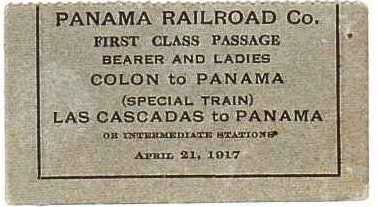 PANAMA RAILROAD Co.
FIRST CLASS PASSAGE
BEARER AND LADIES
COLON to PANAMA
(SPECIAL TRAIN)
LAS CASCADAS to PANAMA
OR INTERMEDIATE STATIONS
APRIL 21, 1917